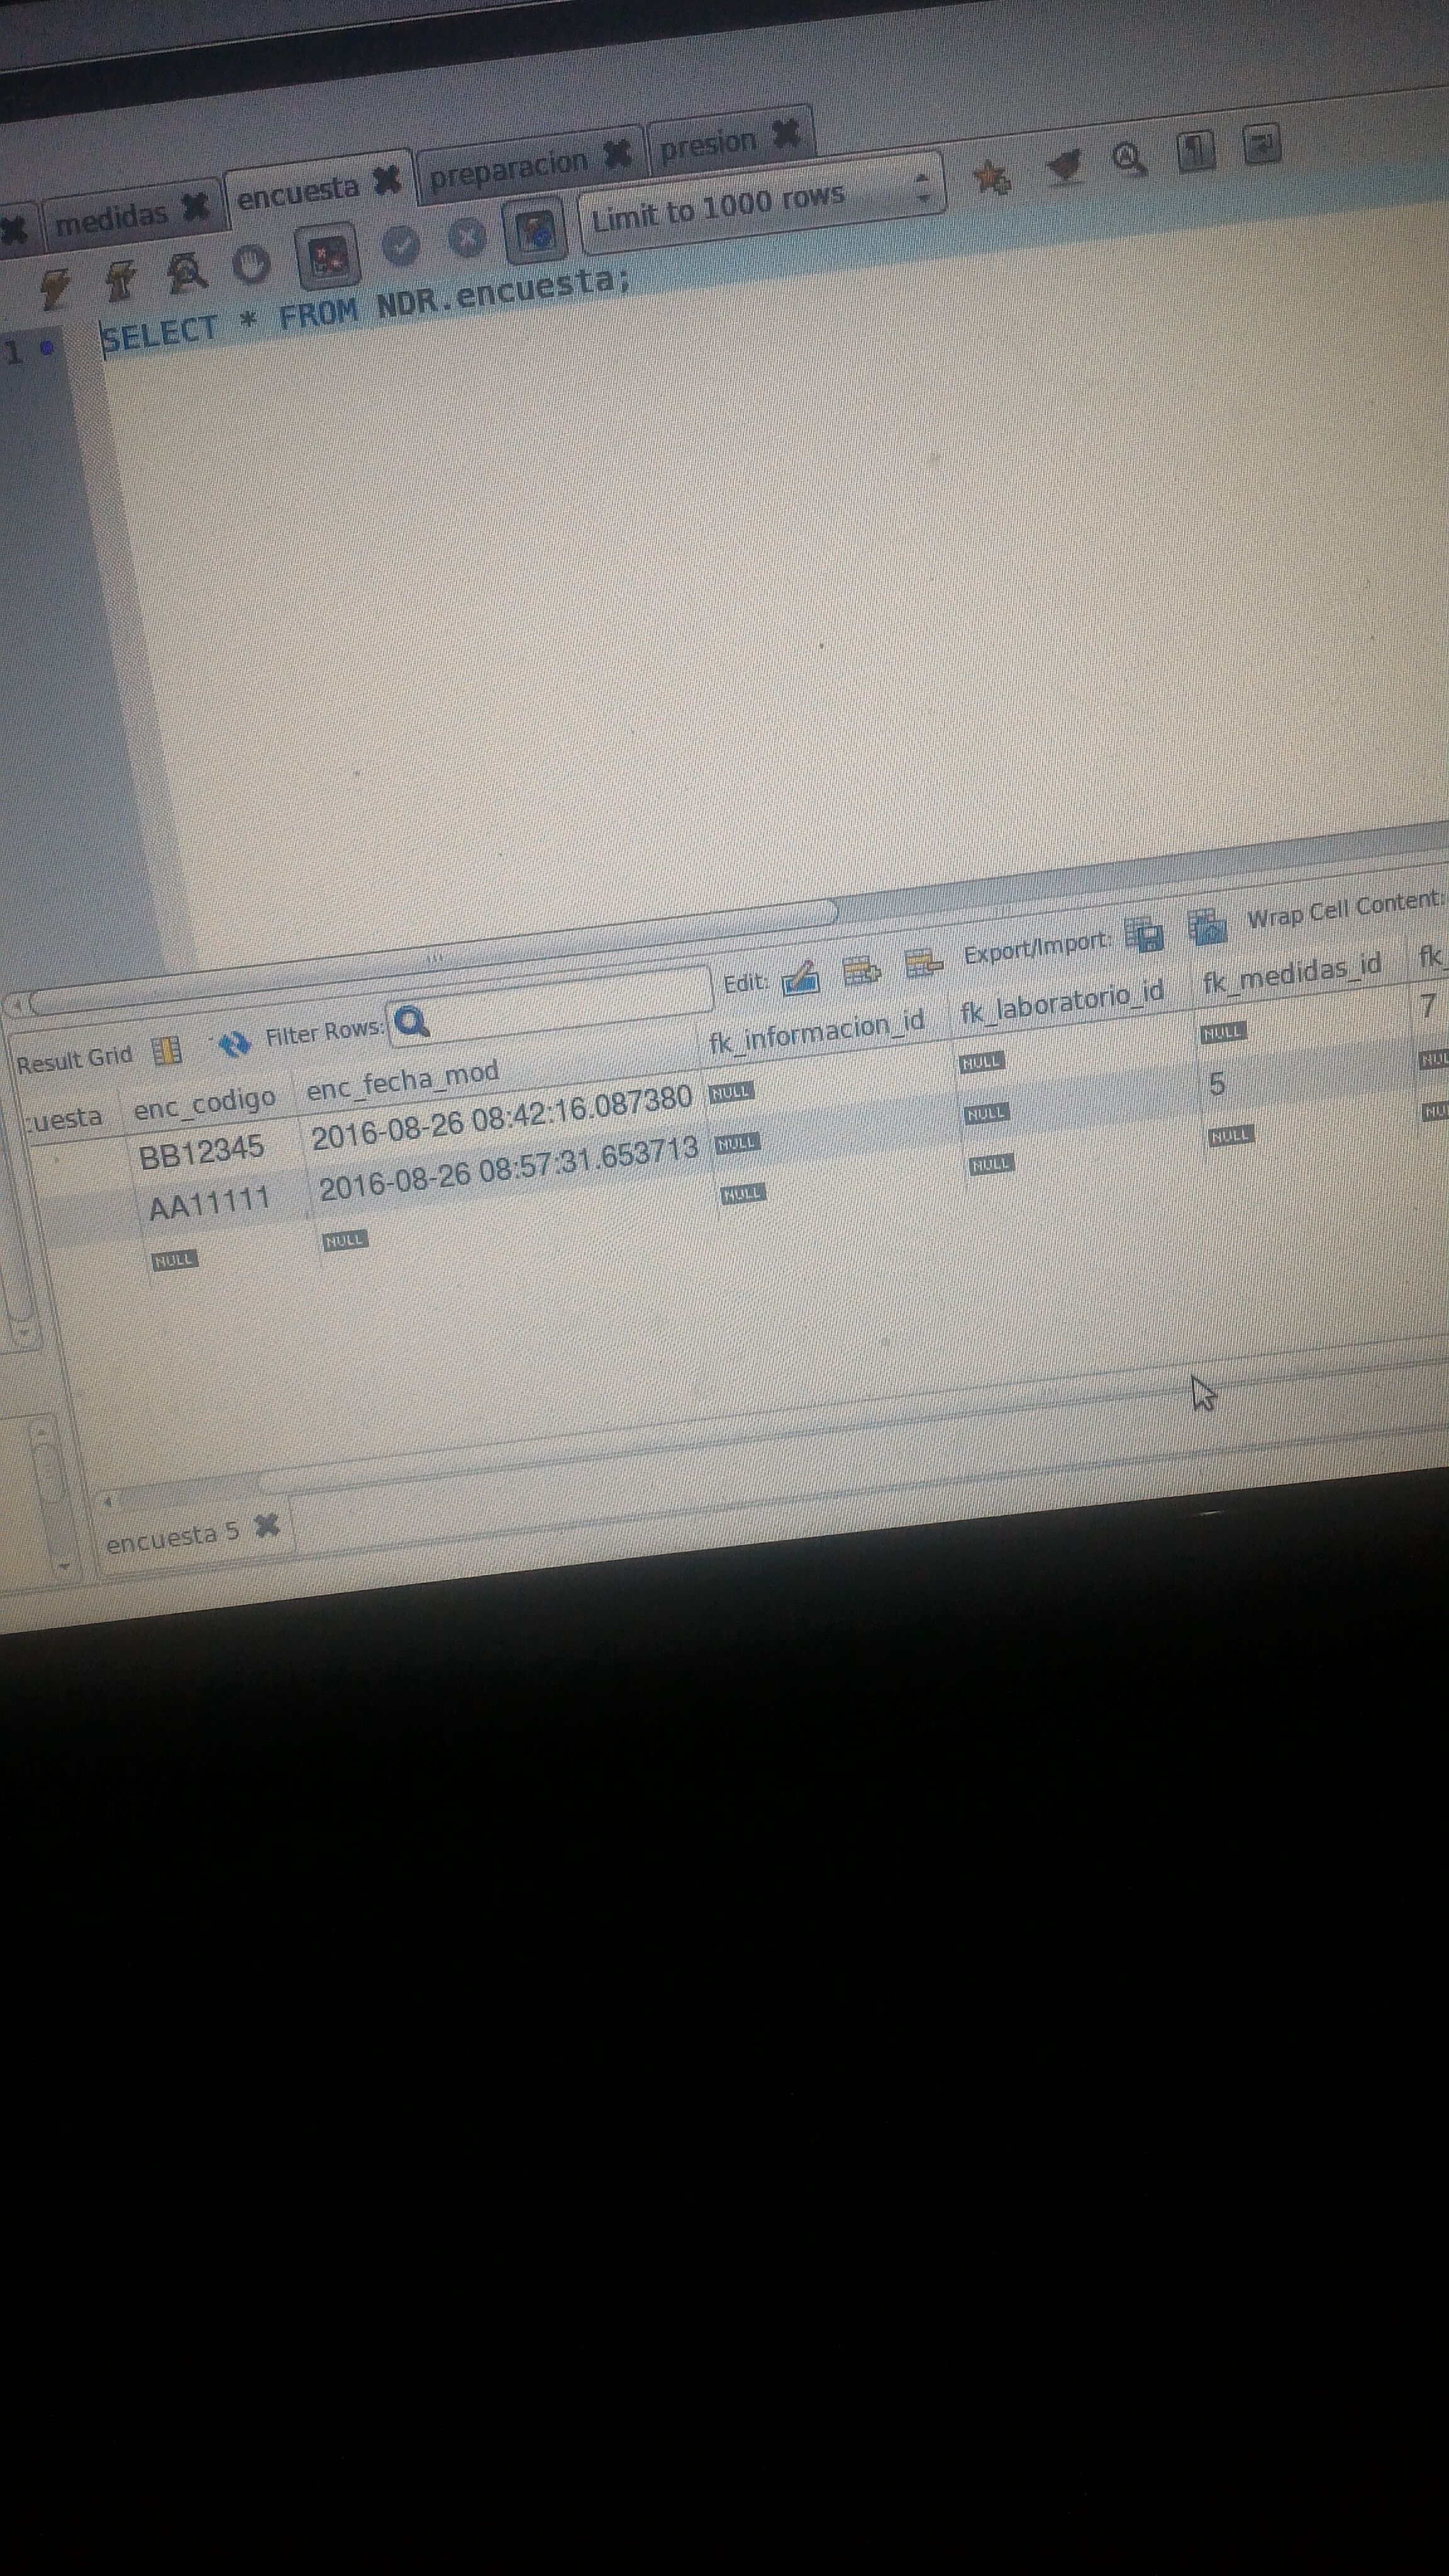 medidas encuesta preparacion presion
Limit to 1000 rows
1 SELECT * FROM NDR.encuesta;
Result Grid Filter Rows: Edit: Export/Import: Wrap Cell Content:
:uesta enc_codigo enc_fecha_mod fk_informacion_id fk_laboratorio_id fk_medidas_id fk_
BB12345 2016-08-26 08:42:16.087380 NULL NULL NULL 7
AA11111 2016-08-26 08:57:31.653713 NULL NULL 5 NUL
NULL NULL NULL NULL NULL NU
encuesta 5